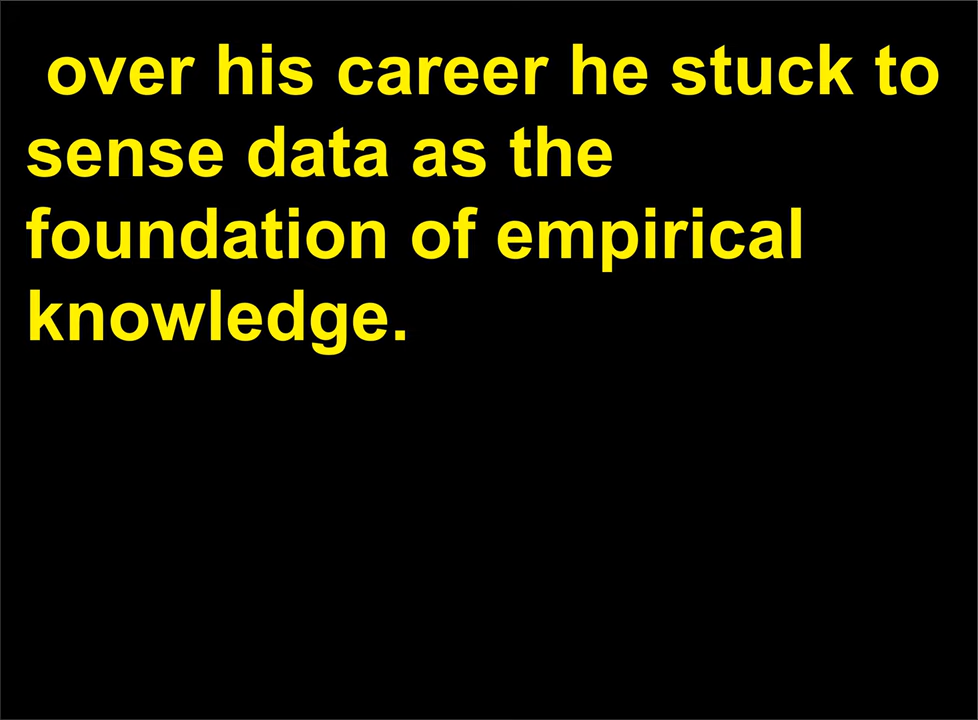 over his career he stuck to
sense data as the
foundation of empirical
knowledge.